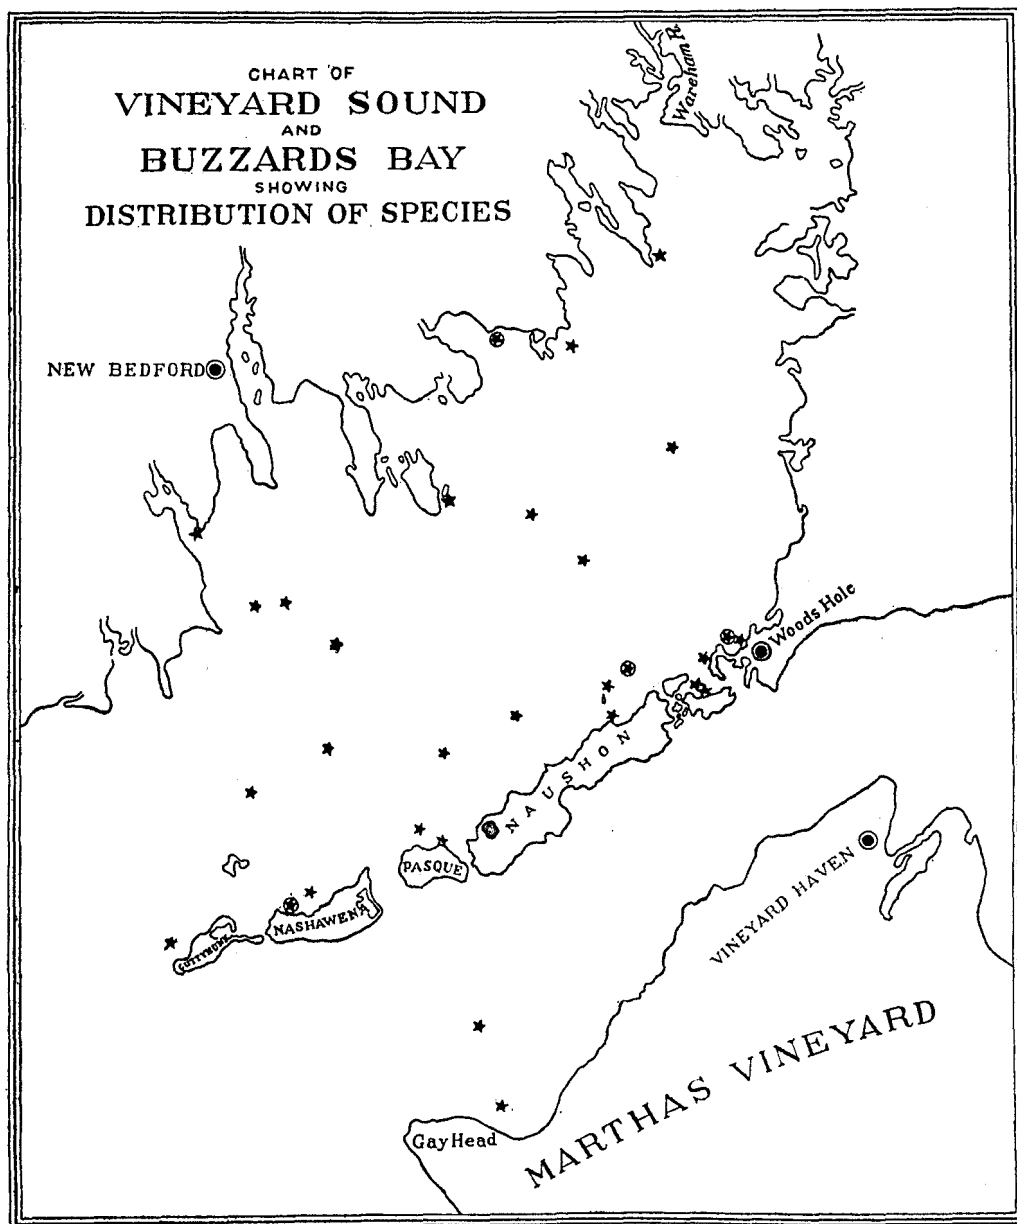 CHART OF
VINEYARD SOUND
AND
BUZZARDS BAY
SHOWING
DISTRIBUTION OF SPECIES
Wareham R.
NEW BEDFORD
Woods Hole
NAUSHON
PASQUE
NASHAWENA
CUTTYHUNK
VINEYARD HAVEN
MARTHAS VINEYARD
Gay Head